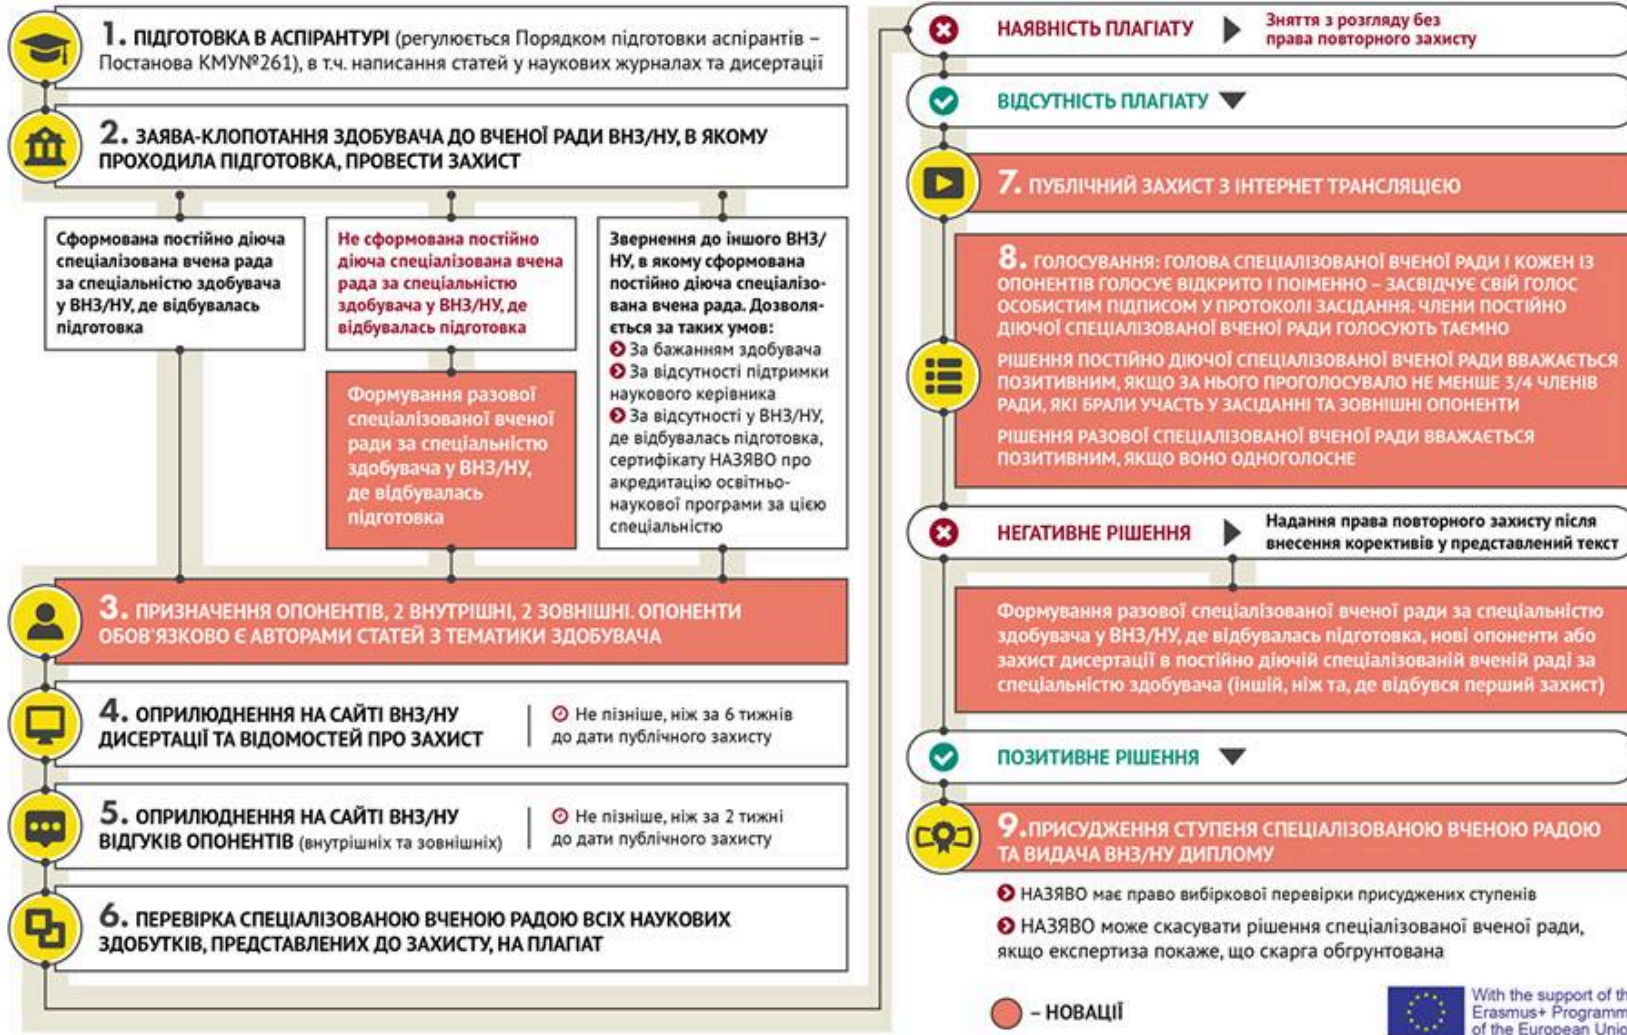 1. ПІДГОТОВКА В АСПІРАНТУРІ (регулюється Порядком підготовки аспірантів –
Постанова КМУ№261), в т.ч. написання статей у наукових журналах та дисертації
2. ЗАЯВА-КЛОПОТАННЯ ЗДОБУВАЧА ДО ВЧЕНОЇ РАДИ ВНЗ/НУ, В ЯКОМУ
ПРОХОДИЛА ПІДГОТОВКА, ПРОВЕСТИ ЗАХИСТ
Сформована постійно діюча
спеціалізована вчена рада
за спеціальністю здобувача
у ВНЗ/НУ, де відбувалась
підготовка
Не сформована постійно
діюча спеціалізована вчена
рада за спеціальністю
здобувача у ВНЗ/НУ, де
відбувалась підготовка
Формування разової
спеціалізованої вченої
ради за спеціальністю
здобувача у ВНЗ/НУ,
де відбувалась
підготовка
Звернення до іншого ВНЗ/
НУ, в якому сформована
постійно діюча спеціалізо-
вана вчена рада. Дозволя-
ється за таких умов:
За бажанням здобувача
За відсутності підтримки
наукового керівника
За відсутності у ВНЗ/НУ,
де відбувалась підготовка,
сертифікату НАЗЯВО про
акредитацію освітньо-
наукової програми за цією
спеціальністю
3. ПРИЗНАЧЕННЯ ОПОНЕНТІВ, 2 ВНУТРІШНІ, 2 ЗОВНІШНІ. ОПОНЕНТИ
ОБОВ'ЯЗКОВО Є АВТОРАМИ СТАТЕЙ З ТЕМАТИКИ ЗДОБУВАЧА
4. ОПРИЛЮДНЕННЯ НА САЙТІ ВНЗ/НУ
ДИСЕРТАЦІЇ ТА ВІДОМОСТЕЙ ПРО ЗАХИСТ
Не пізніше, ніж за 6 тижнів
до дати публічного захисту
5. ОПРИЛЮДНЕННЯ НА САЙТІ ВНЗ/НУ
ВІДГУКІВ ОПОНЕНТІВ (внутрішніх та зовнішніх)
Не пізніше, ніж за 2 тижні
до дати публічного захисту
6. ПЕРЕВІРКА СПЕЦІАЛІЗОВАНОЮ ВЧЕНОЮ РАДОЮ ВСІХ НАУКОВИХ
ЗДОБУТКІВ, ПРЕДСТАВЛЕНИХ ДО ЗАХИСТУ, НА ПЛАГІАТ
НАЯВНІСТЬ ПЛАГІАТУ
Зняття з розгляду без
права повторного захисту
ВІДСУТНІСТЬ ПЛАГІАТУ
7. ПУБЛІЧНИЙ ЗАХИСТ З ІНТЕРНЕТ ТРАНСЛЯЦІЄЮ
8. ГОЛОСУВАННЯ: ГОЛОВА СПЕЦІАЛІЗОВАНОЇ ВЧЕНОЇ РАДИ І КОЖЕН ІЗ
ОПОНЕНТІВ ГОЛОСУЄ ВІДКРИТО І ПОІМЕННО – ЗАСВІДЧУЄ СВІЙ ГОЛОС
ОСОБИСТИМ ПІДПИСОМ У ПРОТОКОЛІ ЗАСІДАННЯ. ЧЛЕНИ ПОСТІЙНО
ДІЮЧОЇ СПЕЦІАЛІЗОВАНОЇ ВЧЕНОЇ РАДИ ГОЛОСУЮТЬ ТАЄМНО
РІШЕННЯ ПОСТІЙНО ДІЮЧОЇ СПЕЦІАЛІЗОВАНОЇ ВЧЕНОЇ РАДИ ВВАЖАЄТЬСЯ
ПОЗИТИВНИМ, ЯКЩО ЗА НЬОГО ПРОГОЛОСУВАЛО НЕ МЕНШЕ 3/4 ЧЛЕНІВ
РАДИ, ЯКІ БРАЛИ УЧАСТЬ У ЗАСІДАННІ ТА ЗОВНІШНІ ОПОНЕНТИ
РІШЕННЯ РАЗОВОЇ СПЕЦІАЛІЗОВАНОЇ ВЧЕНОЇ РАДИ ВВАЖАЄТЬСЯ
ПОЗИТИВНИМ, ЯКЩО ВОНО ОДНОГОЛОСНЕ
НЕГАТИВНЕ РІШЕННЯ
Надання права повторного захисту після
внесення корективів у представлений текст
Формування разової спеціалізованої вченої ради за спеціальністю
здобувача у ВНЗ/НУ, де відбувалась підготовка, нові опоненти або
захист дисертації в постійно діючій спеціалізованій вченій раді за
спеціальністю здобувача (іншій, ніж та, де відбувся перший захист)
ПОЗИТИВНЕ РІШЕННЯ
9.ПРИСУДЖЕННЯ СТУПЕНЯ СПЕЦІАЛІЗОВАНОЮ ВЧЕНОЮ РАДОЮ
ТА ВИДАЧА ВНЗ/НУ ДИПЛОМУ
НАЗЯВО має право вибіркової перевірки присуджених ступенів
НАЗЯВО може скасувати рішення спеціалізованої вченої ради,
якщо експертиза покаже, що скарга обгрунтована
– НОВАЦІЇ
With the support of th
Erasmus+ Programm
of the European Unio